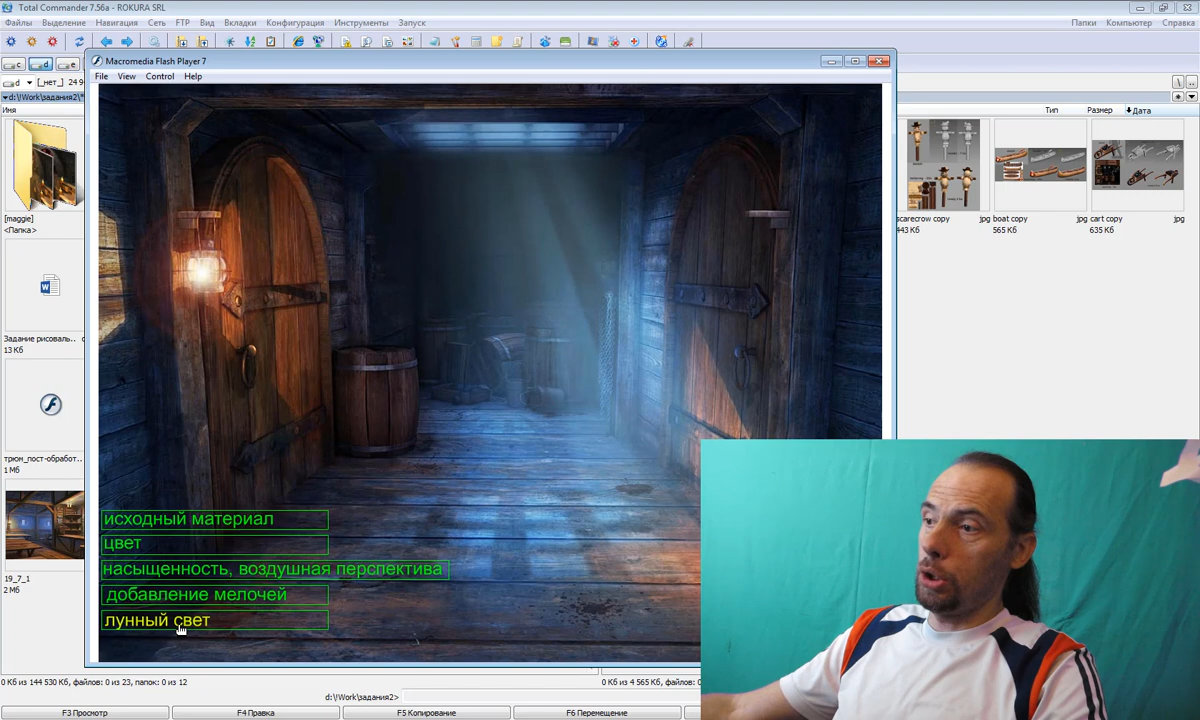 Total Commander 7.56a - ROKURA SRL
Файлы Выделение Навигация Сеть FTP Вид Вкладки Конфигурация Инструменты Запуск
Папки Компьютер Справка
c d e
d [_нет_] 24 9
d:\!Work\задания2\*
Имя
Тип Размер Дата
Macromedia Flash Player 7
File View Control Help
[maggie]
<Папка>
Задание рисоваль..
13 Кб
трюм_пост-обработ..
1 Мб
19_7_1
2 Мб
scarecrow copy jpg
443 Кб
boat copy jpg
565 Кб
cart copy jpg
635 Кб
исходный материал
цвет
насыщенность, воздушная перспектива
добавление мелочей
лунный свет
0 Кб из 144 530 Кб, файлы: 0 из 23, папок: 0 из 12
0 Кб из 4 565 Кб, файлов:
d:\!Work\задания2>
F3 Просмотр F4 Правка F5 Копирование F6 Перемещение